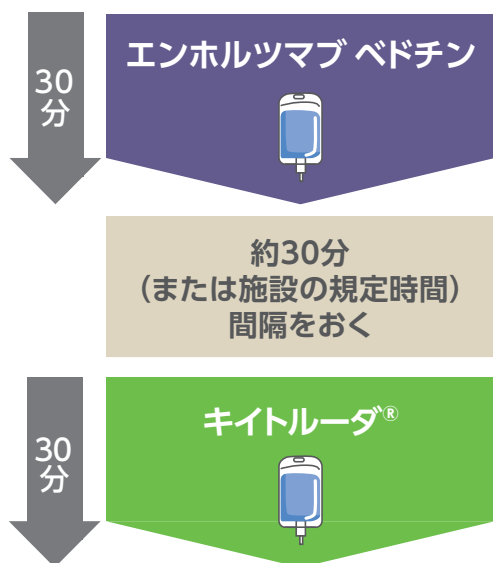 30
分
エンホルツマブ ベドチン
約30分
（または施設の規定時間）
間隔をおく
30
分
キイトルーダ®